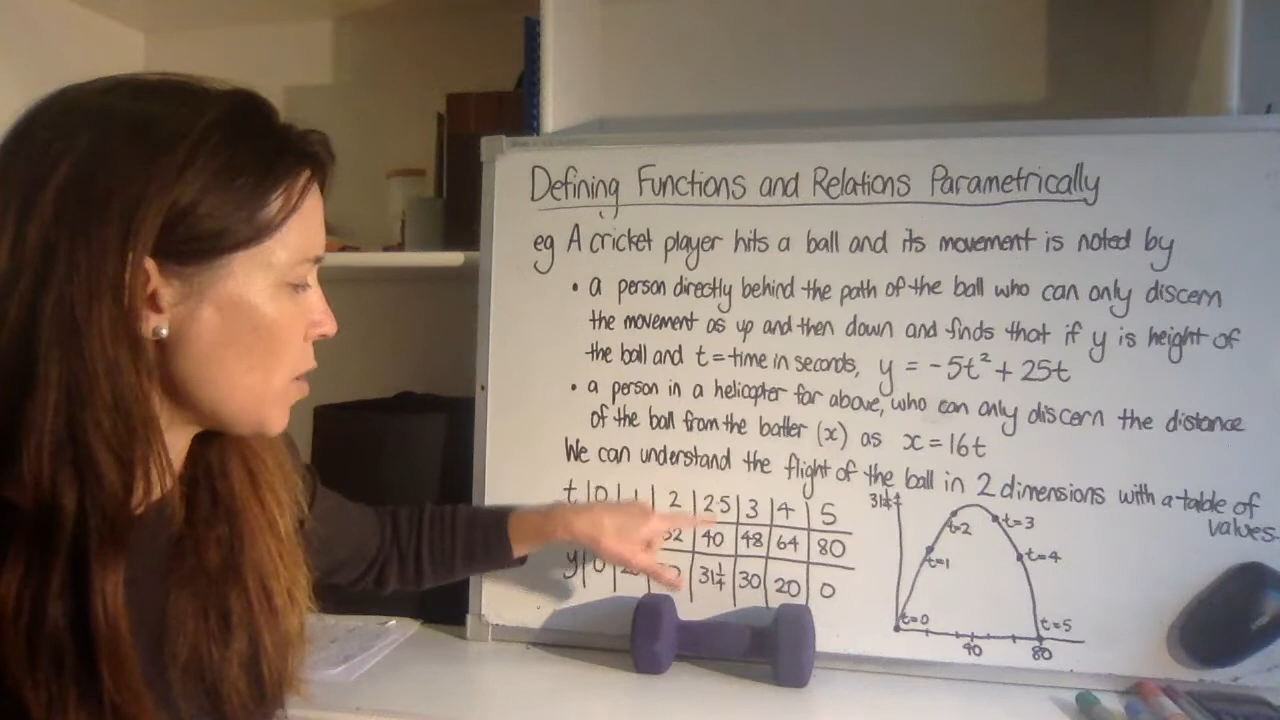 Defining Functions and Relations Parametrically
eg A cricket player hits a ball and its movement is noted by
• a person directly behind the path of the ball who can only discern
the movement as up and then down and finds that if y is height of
the ball and t = time in seconds, y = -5t² + 25t
• a person in a helicopter far above, who can only discern the distance
of the ball from the batter (x) as x = 16t
We can understand the flight of the ball in 2 dimensions with a table of
values.
t | 0 | 1 | 2 | 2.5 | 3 | 4 | 5
40 | 48 | 64 | 80
y | 0 | 31¼ | 30 | 20 | 0
31¼
t=2
t=3
t=1
t=4
t=0
t=5
40
80